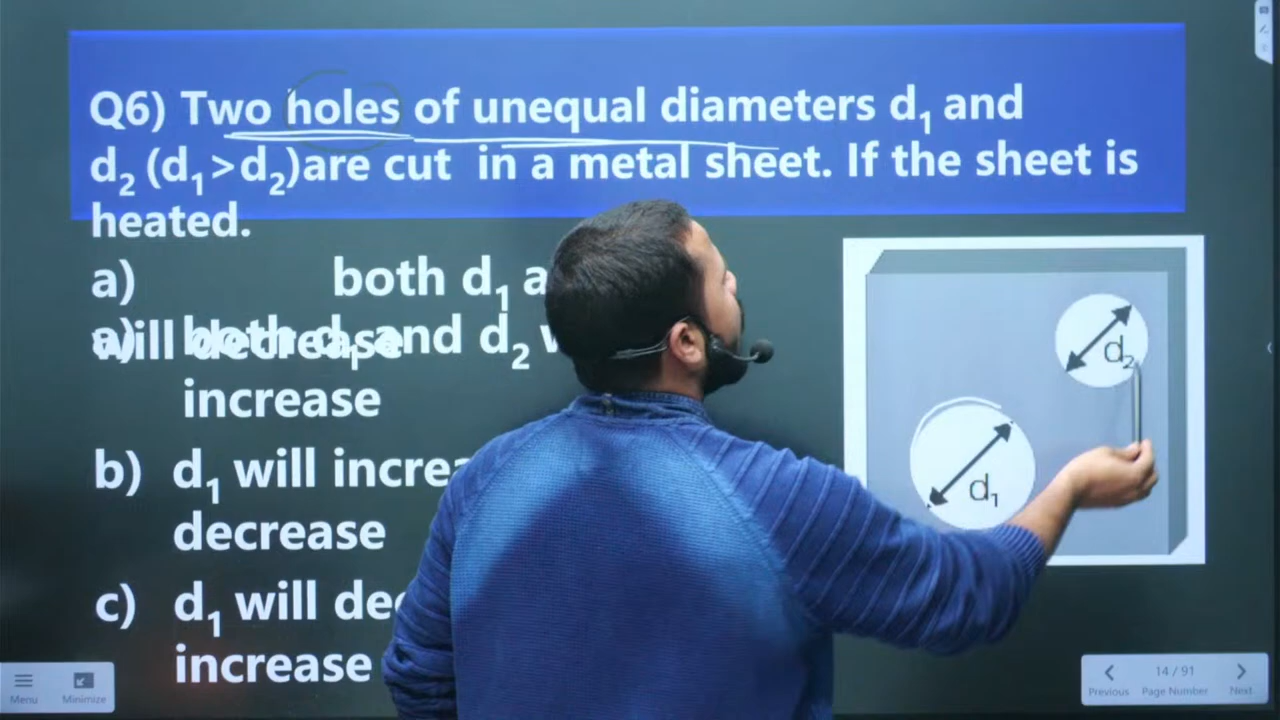 Q6) Two holes of unequal diameters d₁ and
d₂ (d₁>d₂)are cut in a metal sheet. If the sheet is
heated.
a) both d₁
will decrease
a) both d₁ and d₂
increase
b) d₁ will
decrease
c) d₁ will
increase
d₂
d₁
Menu
Minimize
14 / 91
Previous
Page Number
Next